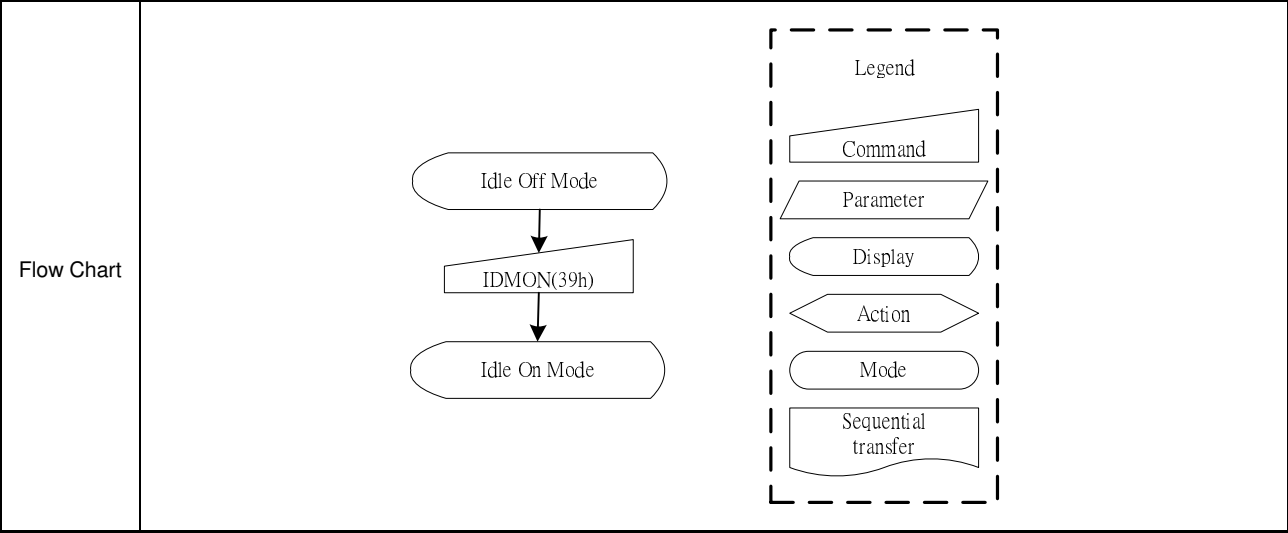 Flow Chart
Idle Off Mode
IDMON(39h)
Idle On Mode
Legend
Command
Parameter
Display
Action
Mode
Sequential
transfer